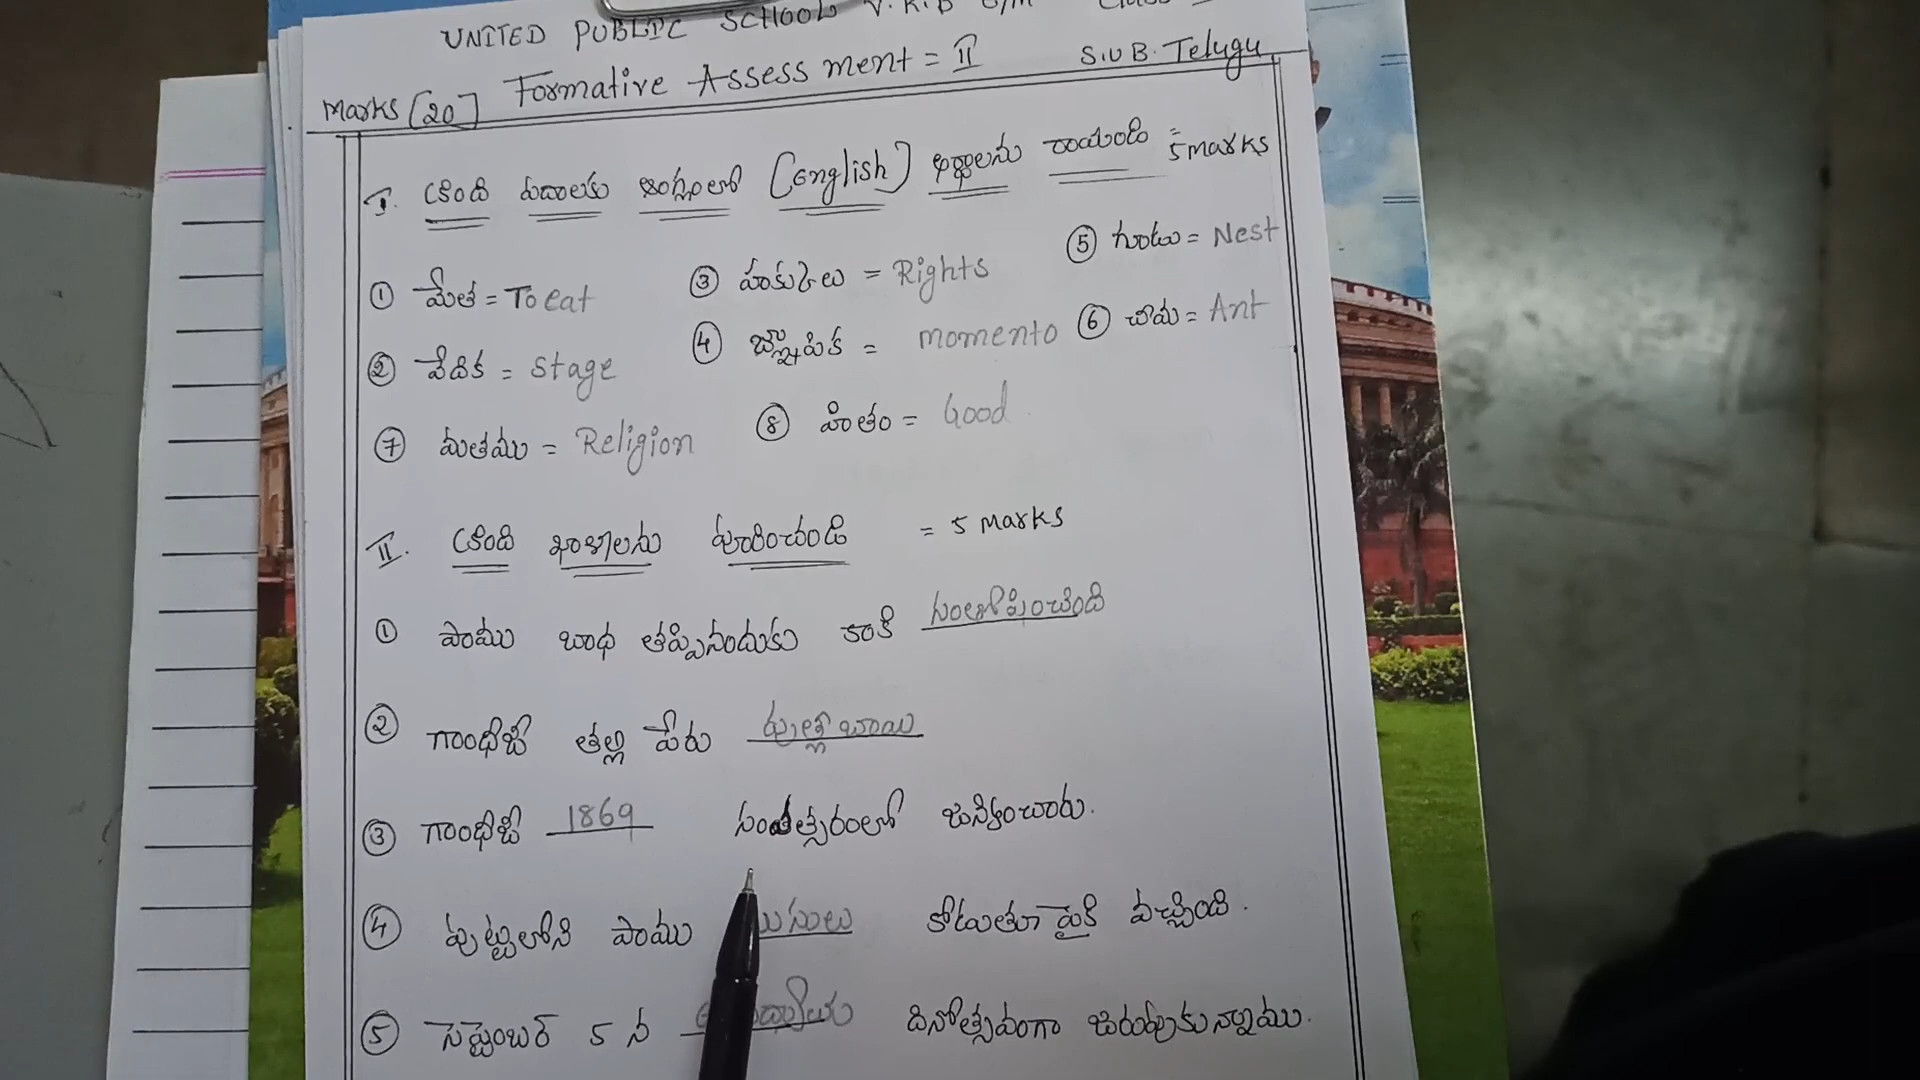 UNITED PUBLIC SCHOOL V.K.B
Formative Assessment = II
S.U B. Telugu
Marks [20]
I. క్రింది పదాలకు ఆంగ్లంలో [English] అర్థాలను రాయండి = 5 marks
① మేత = To eat ③ హక్కులు = Rights ⑤ గూటు = Nest
② వేదిక = Stage ④ జ్ఞాపిక = momento ⑥ చీమ = Ant
⑦ మతము = Religion ⑧ హితం = Good
II. క్రింది ఖాళీలను పూరించండి = 5 marks
① పాము బాధ తప్పినందుకు కాకి సంతోషించింది
② గాంధీజీ తల్లి పేరు పుత్లీబాయి
③ గాంధీజీ 1869 సంవత్సరంలో జన్మించారు.
④ పుట్టలోని పాము బుసలు కొడుతూ పైకి వచ్చింది.
⑤ సెప్టెంబర్ 5 న దినోత్సవంగా జరుపుకున్నాము.